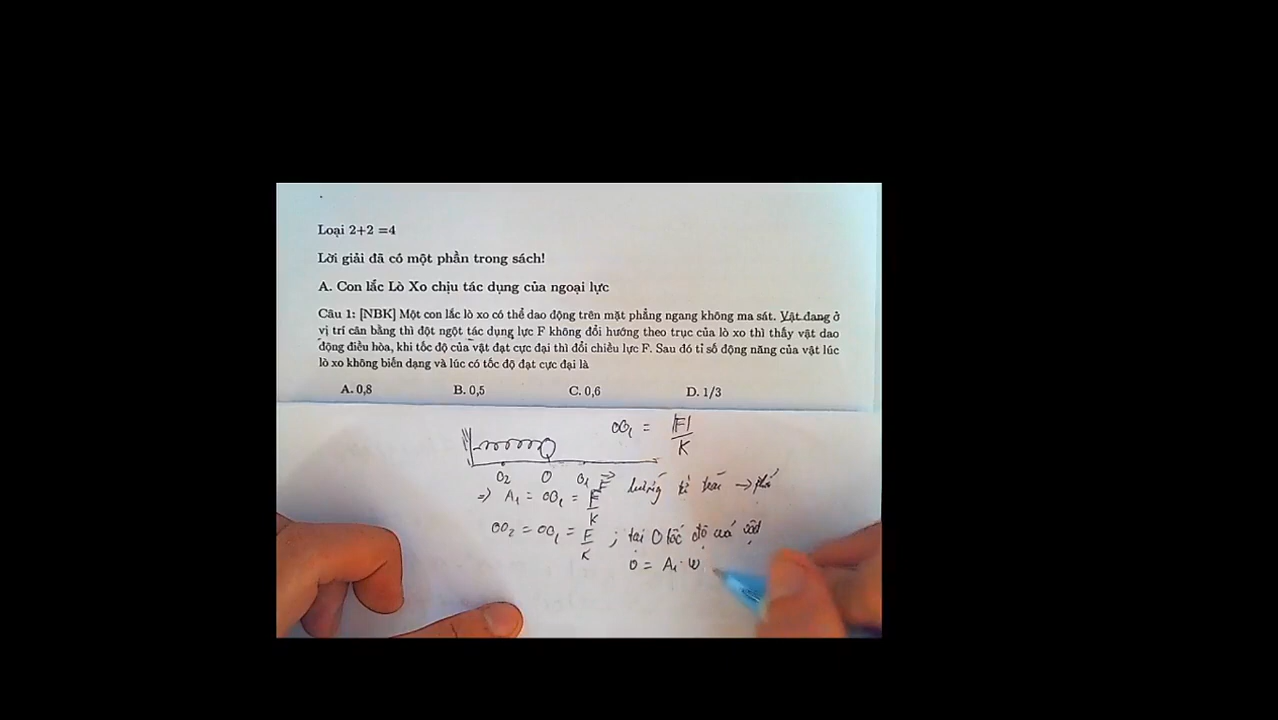 Loại 2+2 =4
Lời giải đã có một phần trong sách!
A. Con lắc Lò Xo chịu tác dụng của ngoại lực
Câu 1: [NBK] Một con lắc lò xo có thể dao động trên mặt phẳng ngang không ma sát. Vật đang ở
vị trí cân bằng thì đột ngột tác dụng lực F không đổi hướng theo trục của lò xo thì thấy vật dao
động điều hòa, khi tốc độ của vật đạt cực đại thì đổi chiều lực F. Sau đó tỉ số động năng của vật lúc
lò xo không biến dạng và lúc có tốc độ đạt cực đại là
A. 0,8 B. 0,5 C. 0,6 D. 1/3
OO₁ = |F|/K
O₂ O O₁ F hướng từ trái → phải
=> A₁ = OO₁ = F/K
OO₂ = OO₁ = F/K ; tại O tốc độ của vật
v = A₁.ω